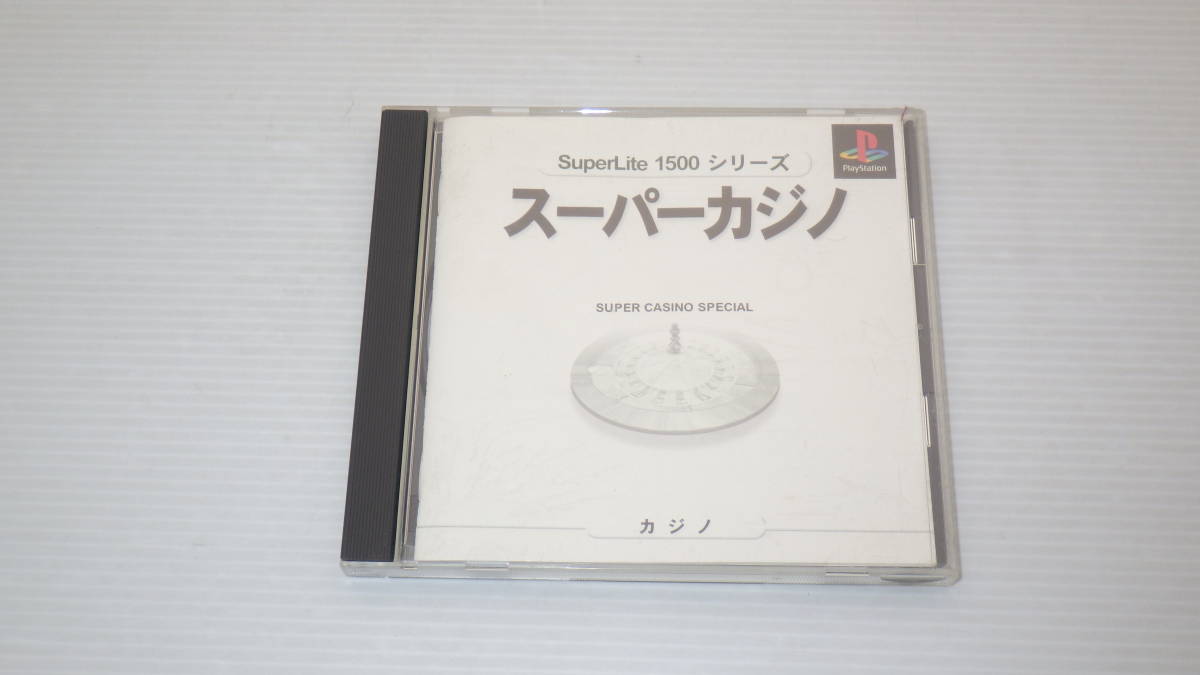 SuperLite 1500 シリーズ
PlayStation
スーパーカジノ
SUPER CASINO SPECIAL
カジノ